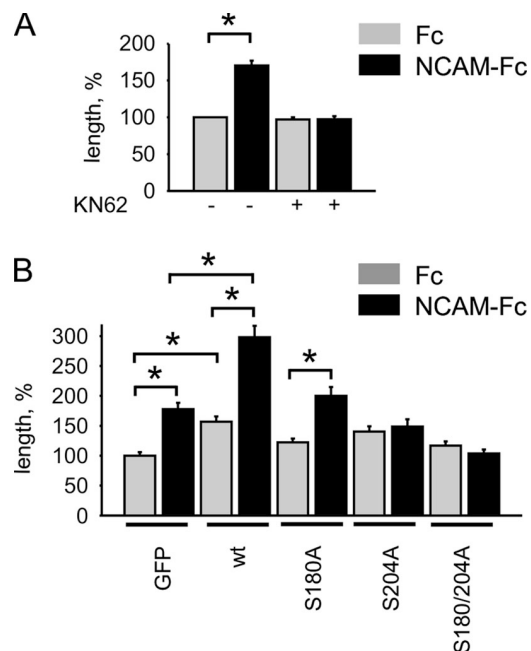 A
*
Fc
NCAM-Fc
length, %
200
150
100
50
0
KN62 - - + +
B
Fc
NCAM-Fc
*
*
*
*
*
length, %
300
250
200
150
100
50
0
GFP
wt
S180A
S204A
S180/204A